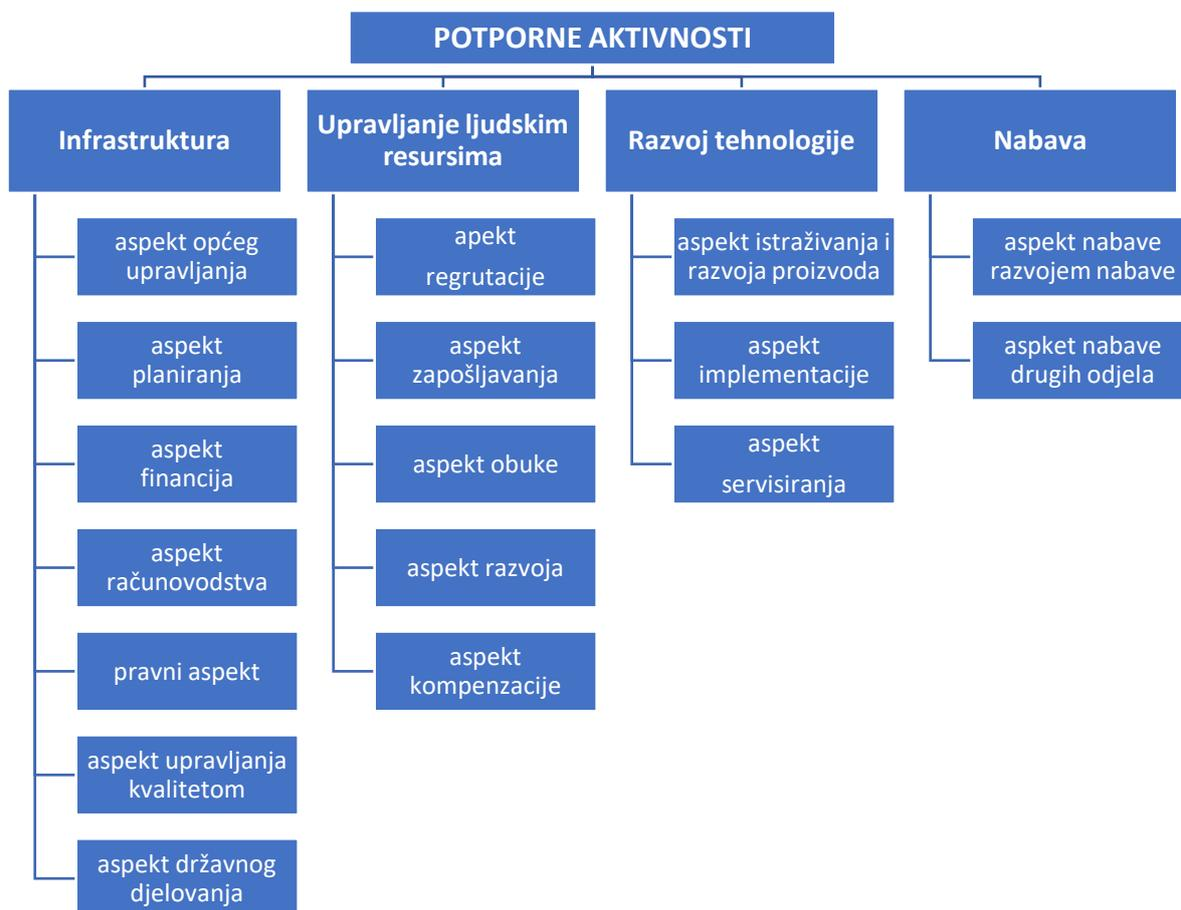 POTPORNE AKTIVNOSTI
Infrastruktura
aspekt općeg
upravljanja
aspekt
planiranja
aspekt
financija
aspekt
računovodstva
pravni aspekt
aspekt upravljanja
kvalitetom
aspekt državnog
djelovanja
Upravljanje ljudskim
resursima
apekt
regrutacije
aspekt
zapošljavanja
aspekt obuke
aspekt razvoja
aspekt
kompenzacije
Razvoj tehnologije
aspekt istraživanja i
razvoja proizvoda
aspekt
implementacije
aspekt
servisiranja
Nabava
aspekt nabave
razvojem nabave
aspket nabave
drugih odjela